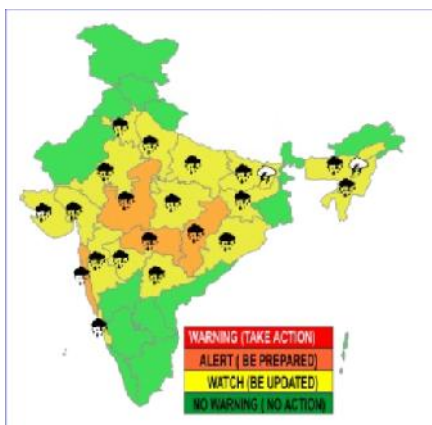 WARNING (TAKE ACTION)
ALERT ( BE PREPARED)
WATCH (BE UPDATED)
NO WARNING ( NO ACTION)